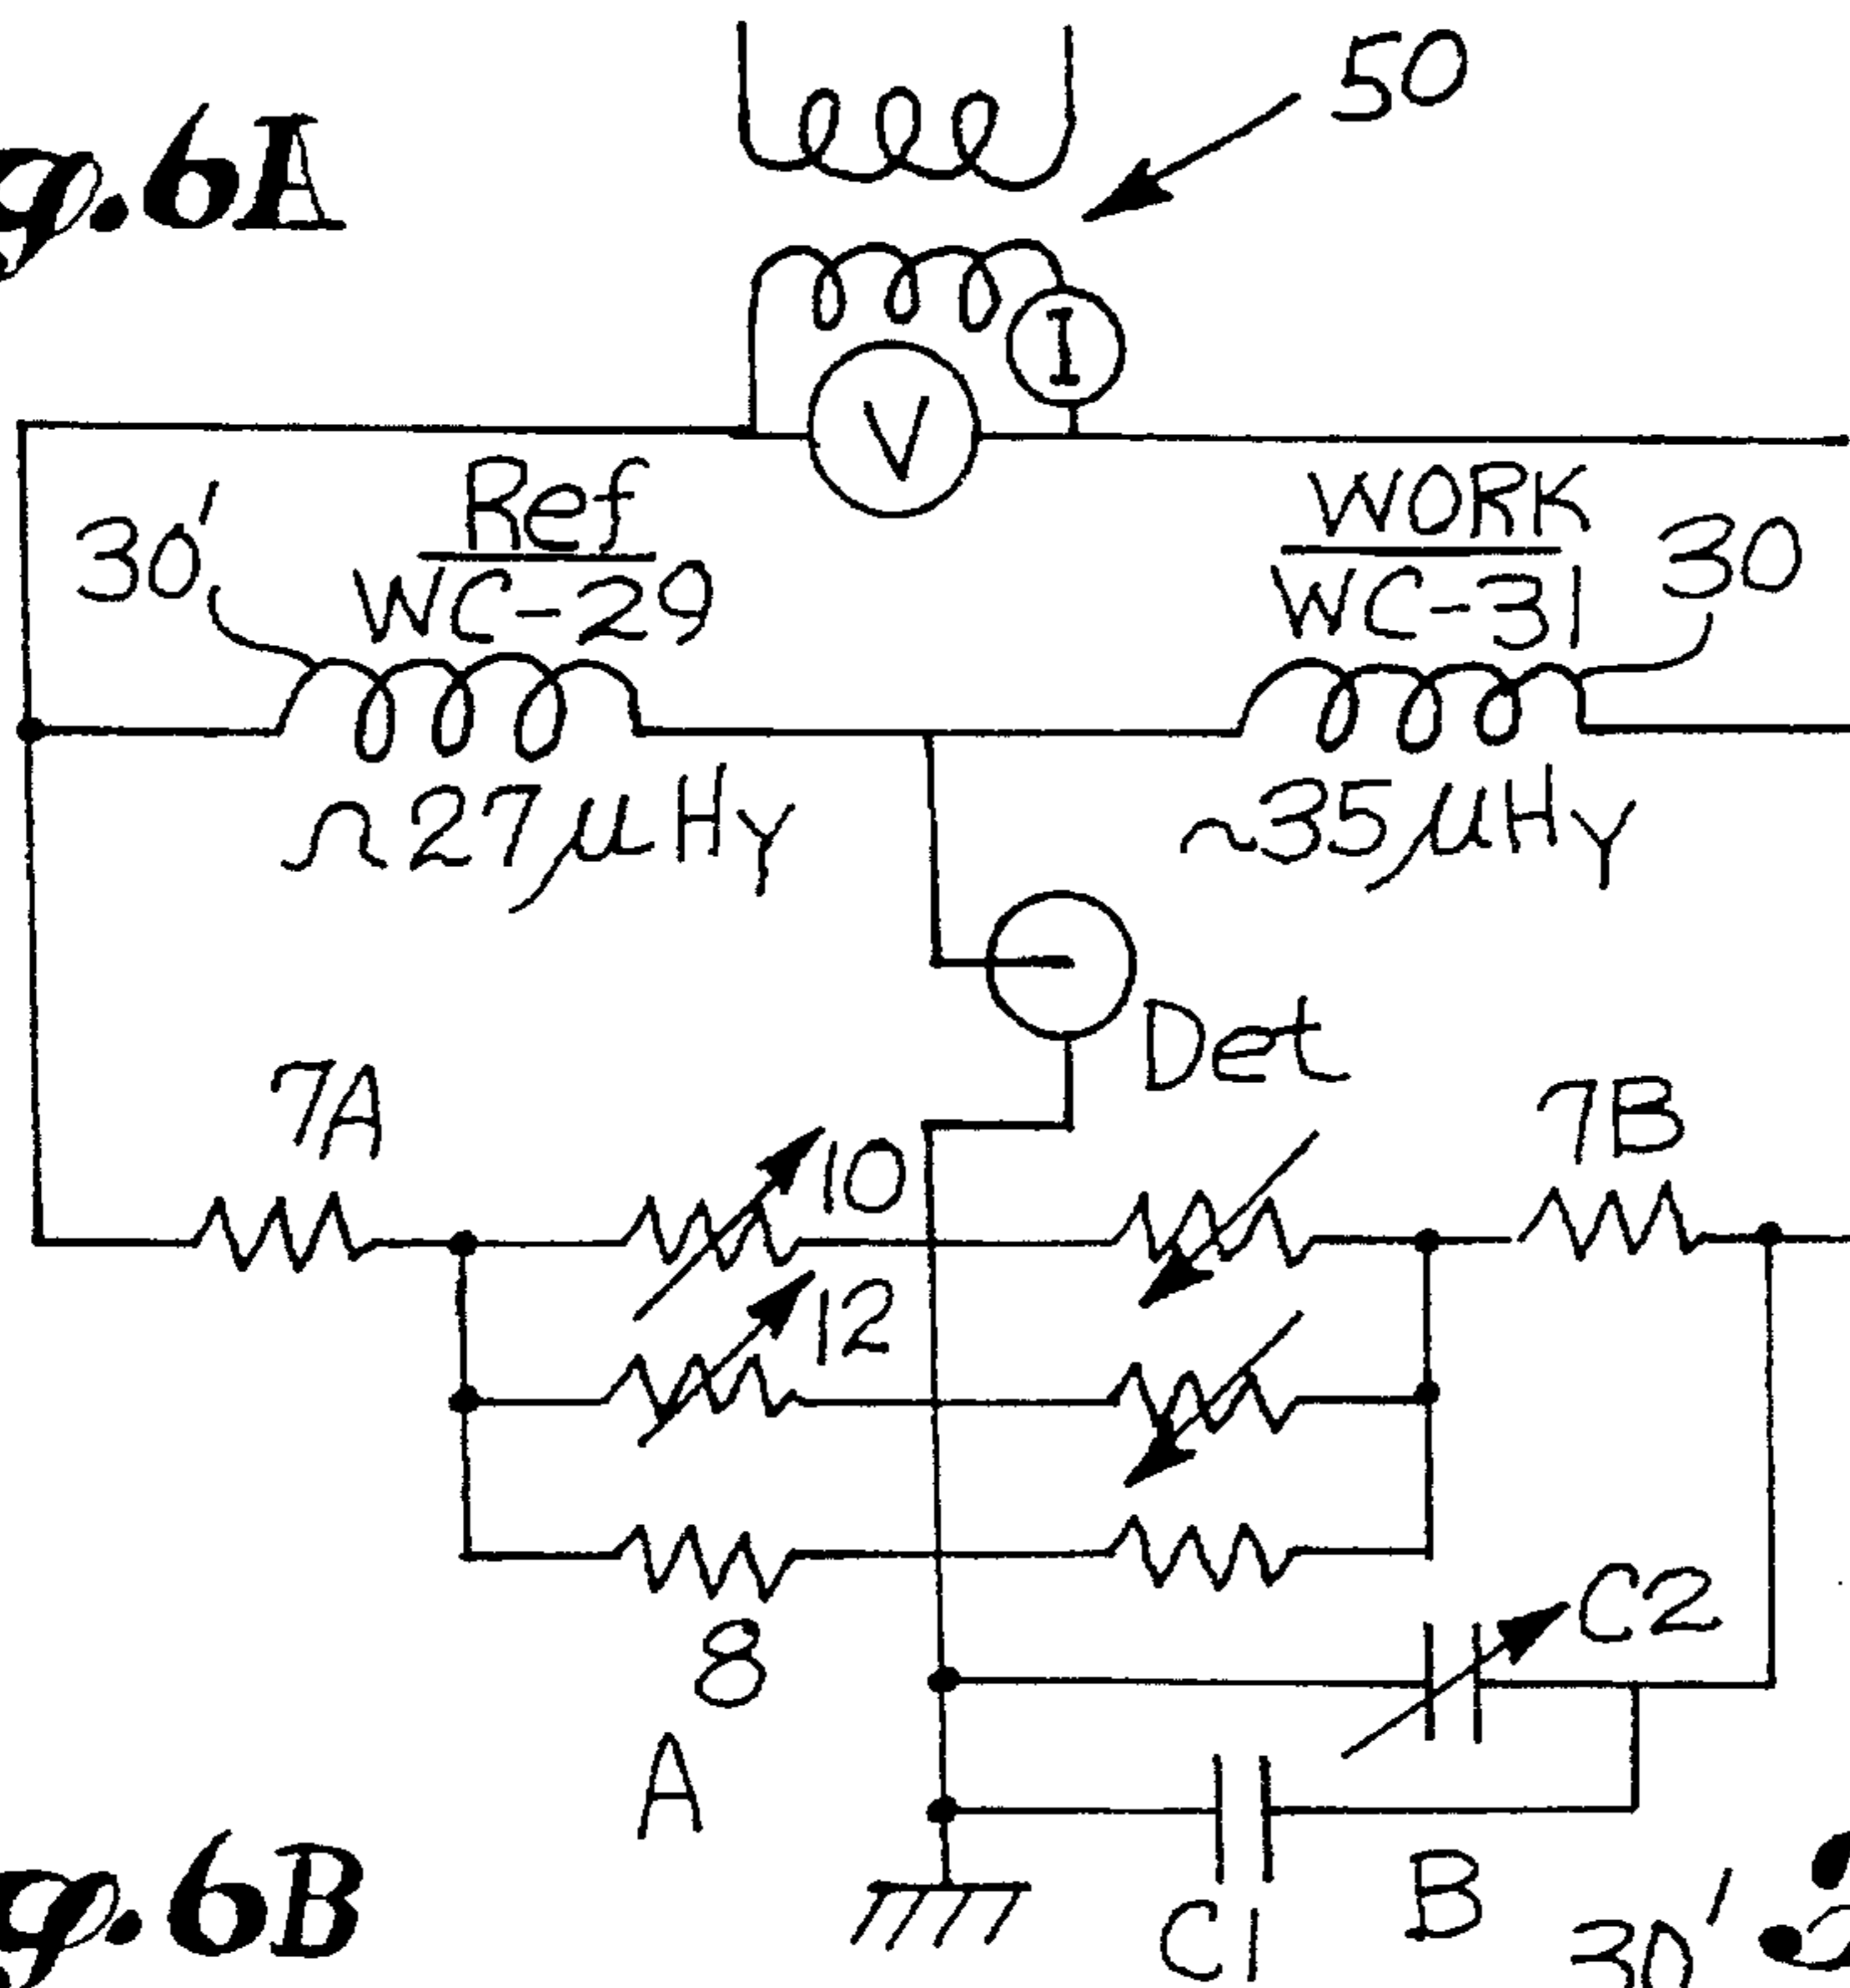 50
g.6A
I
V
Ref
WORK
30'
WC-29
WC-31
30
~27μHy
~35μHy
Det
7A
10
7B
12
8
C2
A
B
g.6B
C1
30'